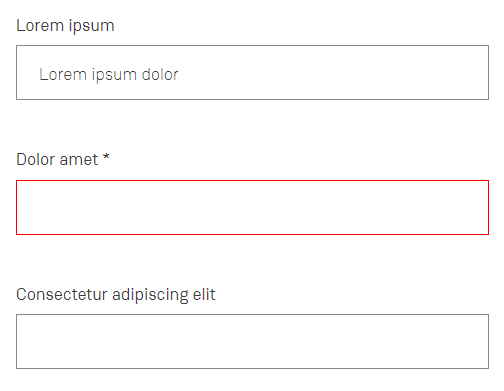 Lorem ipsum
Lorem ipsum dolor
Dolor amet *
Consectetur adipiscing elit